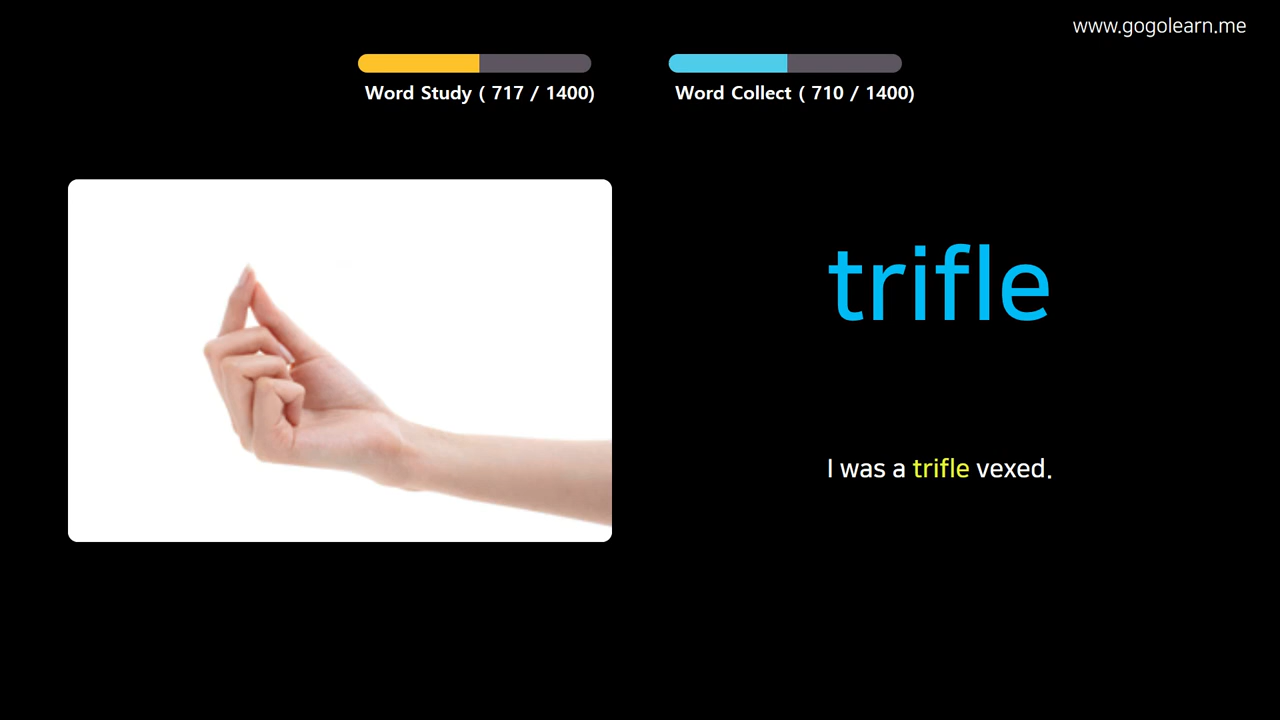 www.gogolearn.me
Word Study ( 717 / 1400)
Word Collect ( 710 / 1400)
trifle
I was a trifle vexed.